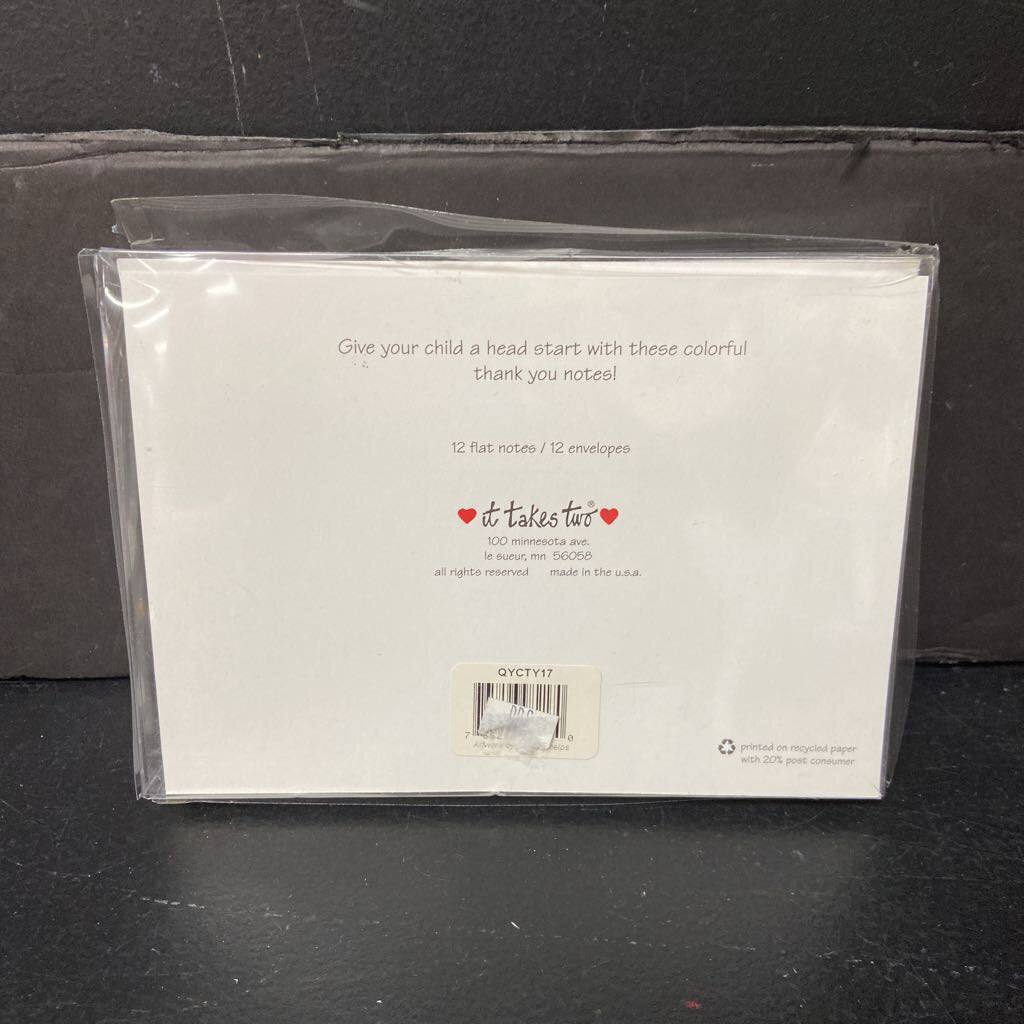 Give your child a head start with these colorful
thank you notes!
12 flat notes / 12 envelopes
it takes two®
100 minnesota ave.
le sueur, mn 56058
all rights reserved made in the u.s.a.
QYCTY17
7 0
printed on recycled paper
with 20% post consumer